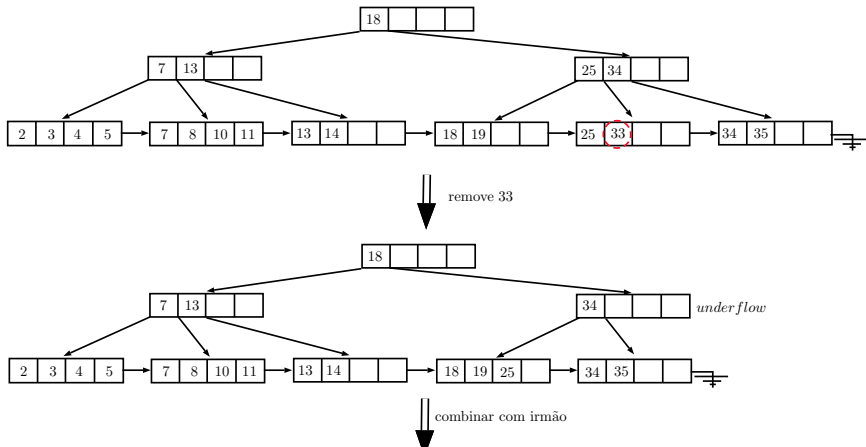 18
7 13
25 34
2 3 4 5 7 8 10 11 13 14 18 19 25 33 34 35
remove 33
18
7 13
34 underflow
2 3 4 5 7 8 10 11 13 14 18 19 25 34 35
combinar com irmão